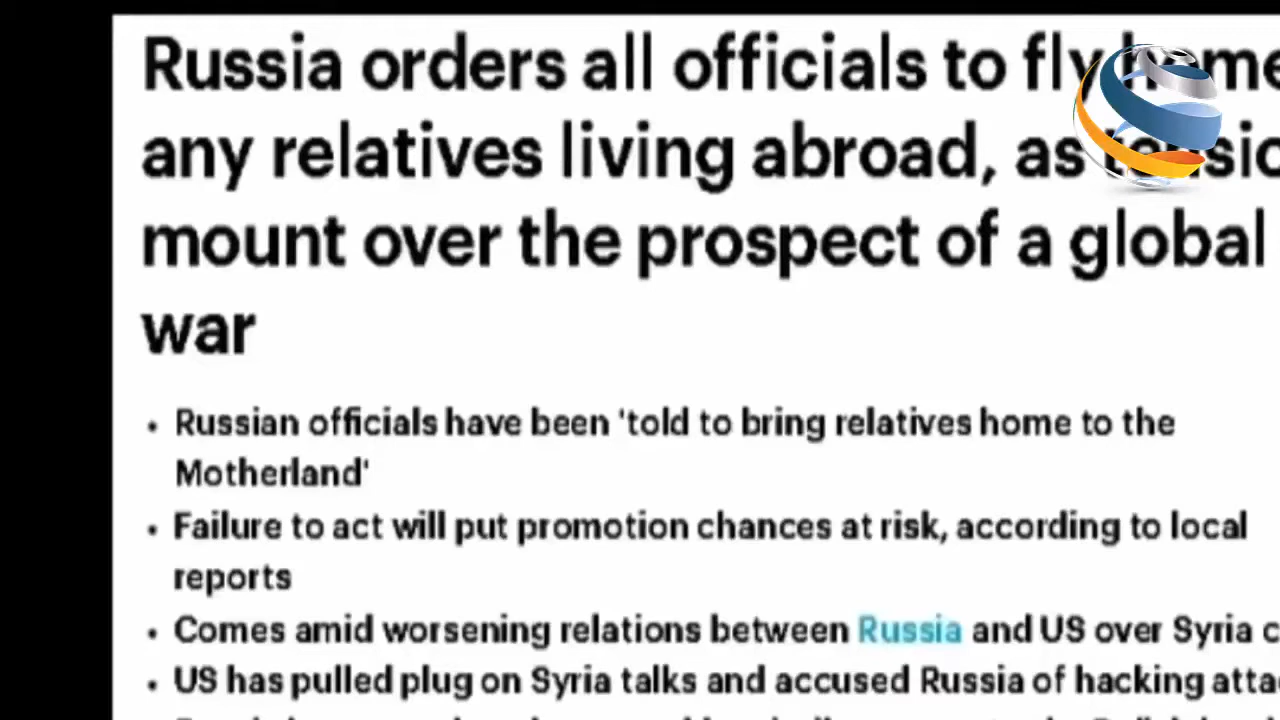 Russia orders all officials to fly home
any relatives living abroad, as
mount over the prospect of a global
war
• Russian officials have been 'told to bring relatives home to the
Motherland'
• Failure to act will put promotion chances at risk, according to local
reports
• Comes amid worsening relations between Russia and US over Syria
• US has pulled plug on Syria talks and accused Russia of hacking